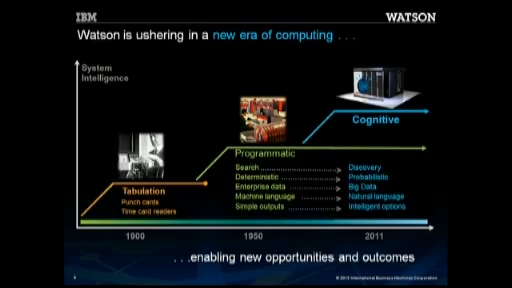 IBM
WATSON
Watson is ushering in a new era of computing . . .
System
Intelligence
Cognitive
Programmatic
Search Discovery
Deterministic Probabilistic
Enterprise data Big Data
Machine language Natural language
Simple outputs Intelligent options
Tabulation
Punch cards
Time card readers
1900 1950 2011
. . .enabling new opportunities and outcomes
© 2012 International Business Machines Corporation